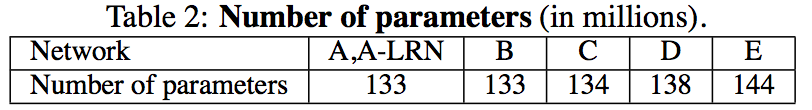 Table 2: Number of parameters (in millions).
Network A,A-LRN B C D E
Number of parameters 133 133 134 138 144